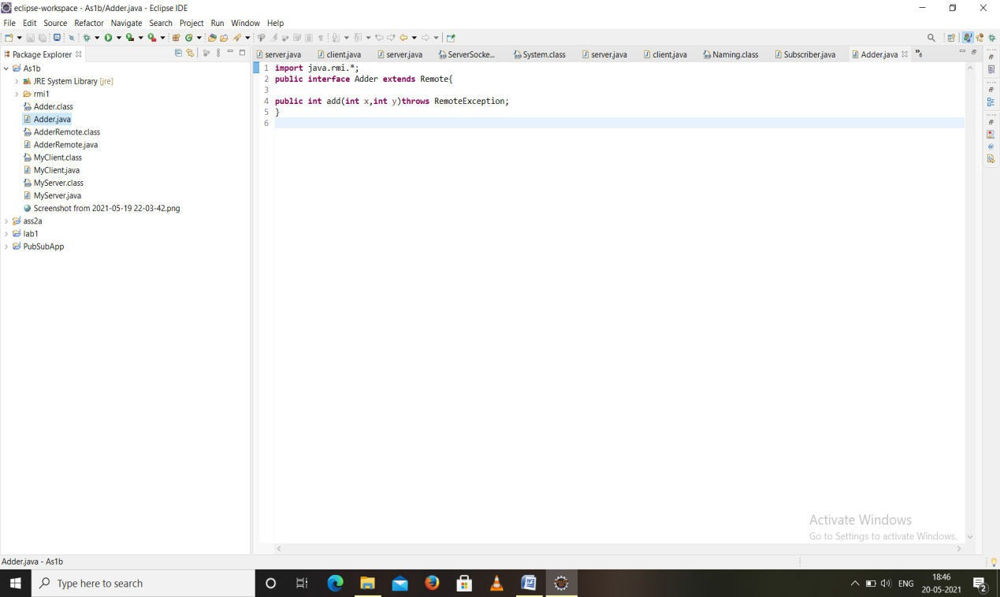 eclipse-workspace - As1b/Adder.java - Eclipse IDE
File Edit Source Refactor Navigate Search Project Run Window Help
Package Explorer
server.java client.java server.java ServerSocke... System.class server.java client.java Naming.class Subscriber.java Adder.java »6
As1b
JRE System Library [jre]
rmi1
Adder.class
Adder.java
AdderRemote.class
AdderRemote.java
MyClient.class
MyClient.java
MyServer.class
MyServer.java
Screenshot from 2021-05-19 22-03-42.png
ass2a
lab1
PubSubApp
1 import java.rmi.*;
2 public interface Adder extends Remote{
3
4 public int add(int x,int y)throws RemoteException;
5 }
6
Activate Windows
Go to Settings to activate Windows.
Adder.java - As1b
Type here to search
ENG
18:46
20-05-2021
2